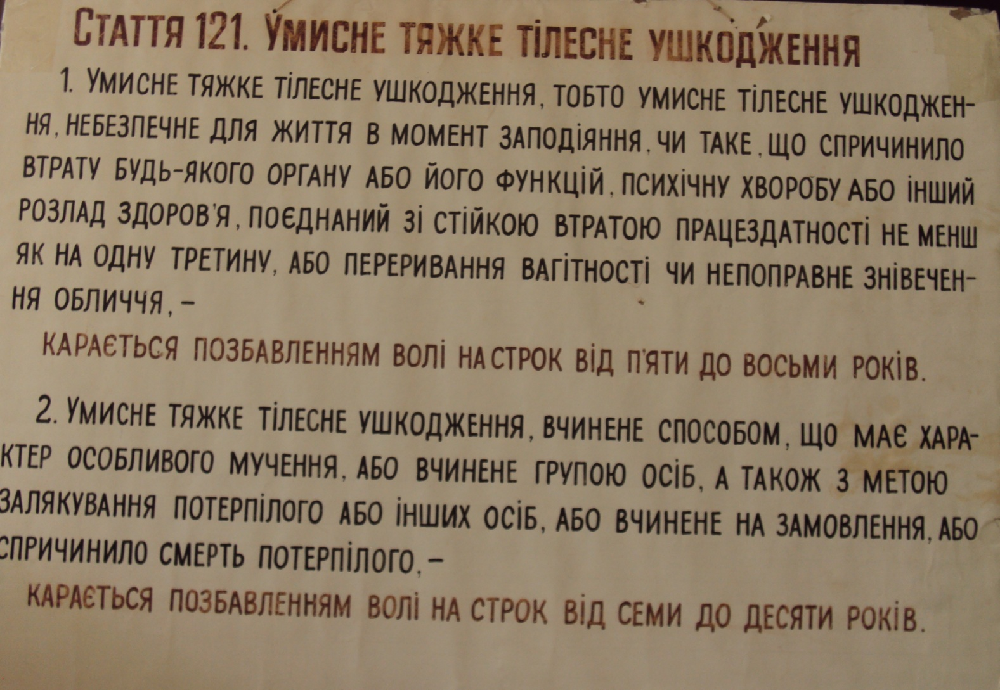 СТАТТЯ 121. УМИСНЕ ТЯЖКЕ ТІЛЕСНЕ УШКОДЖЕННЯ
1. УМИСНЕ ТЯЖКЕ ТІЛЕСНЕ УШКОДЖЕННЯ, ТОБТО УМИСНЕ ТІЛЕСНЕ УШКОДЖЕН-
НЯ, НЕБЕЗПЕЧНЕ ДЛЯ ЖИТТЯ В МОМЕНТ ЗАПОДІЯННЯ, ЧИ ТАКЕ, ЩО СПРИЧИНИЛО
ВТРАТУ БУДЬ-ЯКОГО ОРГАНУ АБО ЙОГО ФУНКЦІЙ, ПСИХІЧНУ ХВОРОБУ АБО ІНШИЙ
РОЗЛАД ЗДОРОВ'Я, ПОЄДНАНИЙ ЗІ СТІЙКОЮ ВТРАТОЮ ПРАЦЕЗДАТНОСТІ НЕ МЕНШ
ЯК НА ОДНУ ТРЕТИНУ, АБО ПЕРЕРИВАННЯ ВАГІТНОСТІ ЧИ НЕПОПРАВНЕ ЗНІВЕЧЕН-
НЯ ОБЛИЧЧЯ, –
КАРАЄТЬСЯ ПОЗБАВЛЕННЯМ ВОЛІ НА СТРОК ВІД П'ЯТИ ДО ВОСЬМИ РОКІВ.
2. УМИСНЕ ТЯЖКЕ ТІЛЕСНЕ УШКОДЖЕННЯ, ВЧИНЕНЕ СПОСОБОМ, ЩО МАЄ ХАРА-
КТЕР ОСОБЛИВОГО МУЧЕННЯ, АБО ВЧИНЕНЕ ГРУПОЮ ОСІБ, А ТАКОЖ З МЕТОЮ
ЗАЛЯКУВАННЯ ПОТЕРПІЛОГО АБО ІНШИХ ОСІБ, АБО ВЧИНЕНЕ НА ЗАМОВЛЕННЯ, АБО
СПРИЧИНИЛО СМЕРТЬ ПОТЕРПІЛОГО, –
КАРАЄТЬСЯ ПОЗБАВЛЕННЯМ ВОЛІ НА СТРОК ВІД СЕМИ ДО ДЕСЯТИ РОКІВ.